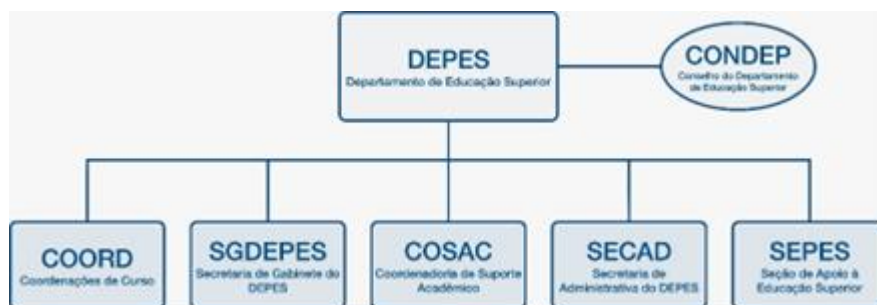 DEPES
Departamento de Educação Superior
CONDEP
Conselho do Departamento
de Educação Superior
COORD
Coordenações de Curso
SGDEPES
Secretaria de Gabinete do
DEPES
COSAC
Coordenadoria de Suporte
Acadêmico
SECAD
Secretaria de
Administrativa do DEPES
SEPES
Seção de Apoio à
Educação Superior